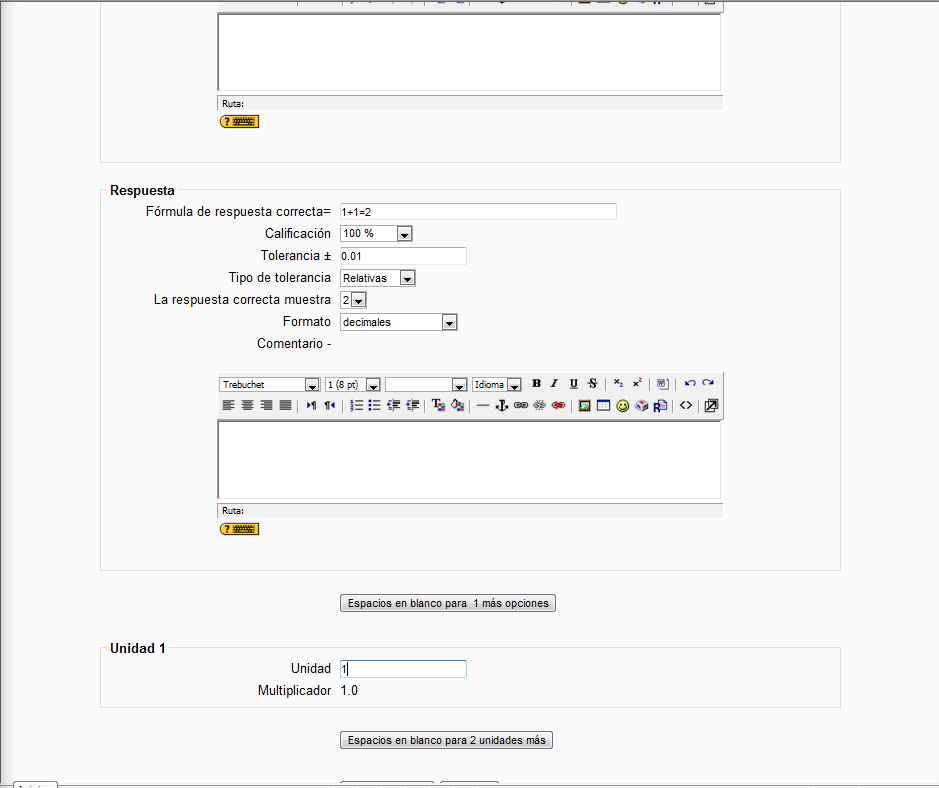 Ruta:
?
Respuesta
Fórmula de respuesta correcta= 1+1=2
Calificación 100 %
Tolerancia ± 0.01
Tipo de tolerancia Relativas
La respuesta correcta muestra 2
Formato decimales
Comentario -
Trebuchet 1 (8 pt) Idioma B I U S x₂ x²
Ruta:
?
Espacios en blanco para 1 más opciones
Unidad 1
Unidad 1
Multiplicador 1.0
Espacios en blanco para 2 unidades más